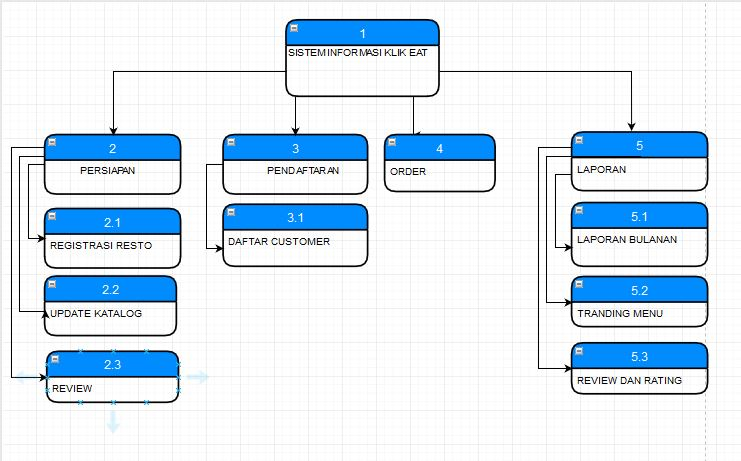 1
SISTEM INFORMASI KLIK EAT
2
PERSIAPAN
3
PENDAFTARAN
4
ORDER
5
LAPORAN
2.1
REGISTRASI RESTO
3.1
DAFTAR CUSTOMER
5.1
LAPORAN BULANAN
2.2
UPDATE KATALOG
5.2
TRANDING MENU
2.3
REVIEW
5.3
REVIEW DAN RATING